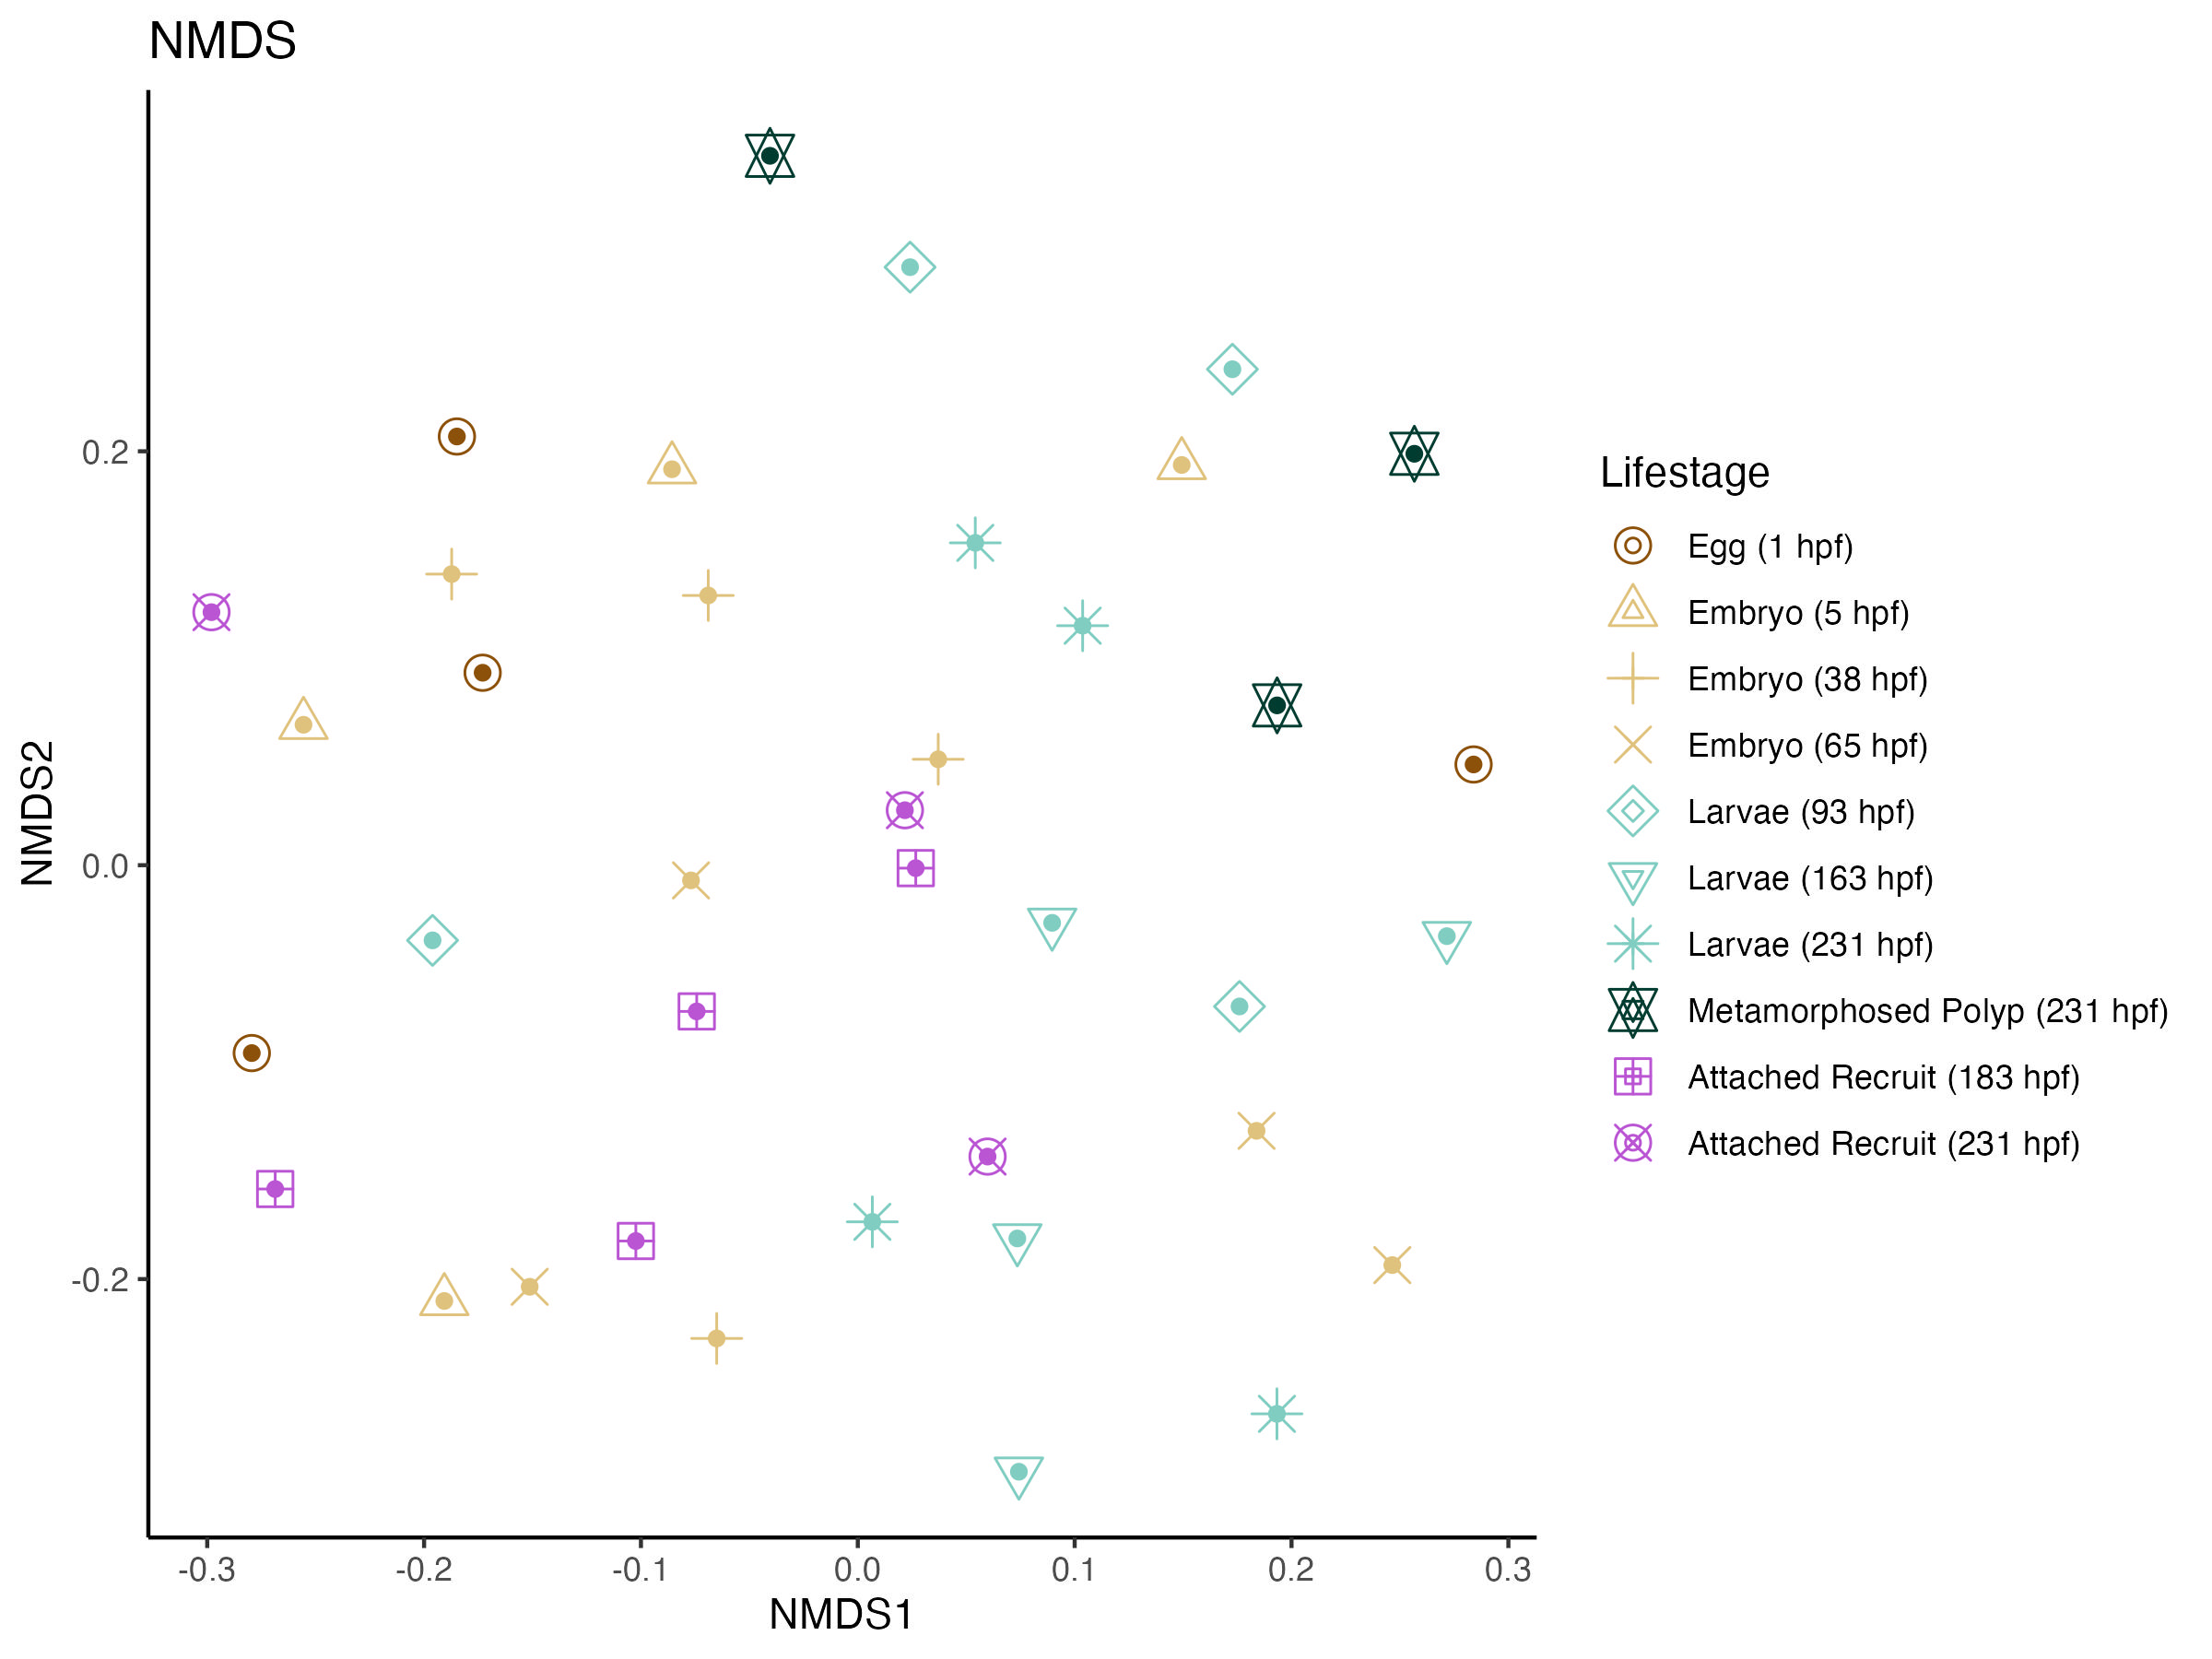 NMDS
NMDS2
0.2
0.0
-0.2
-0.3 -0.2 -0.1 0.0 0.1 0.2 0.3
NMDS1
Lifestage
Egg (1 hpf)
Embryo (5 hpf)
Embryo (38 hpf)
Embryo (65 hpf)
Larvae (93 hpf)
Larvae (163 hpf)
Larvae (231 hpf)
Metamorphosed Polyp (231 hpf)
Attached Recruit (183 hpf)
Attached Recruit (231 hpf)